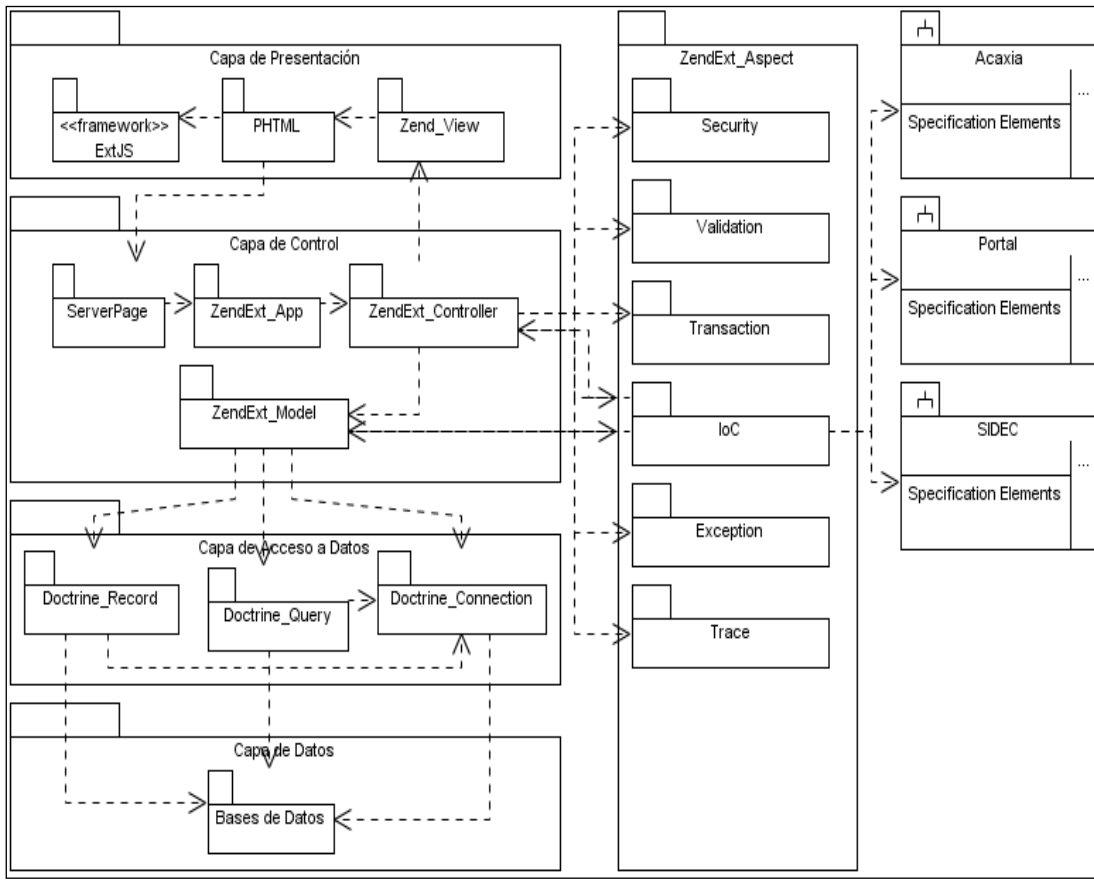 Capa de Presentación
<<framework>>
ExtJS
PHTML
Zend_View
Capa de Control
ServerPage
ZendExt_App
ZendExt_Controller
ZendExt_Model
Capa de Acceso a Datos
Doctrine_Record
Doctrine_Query
Doctrine_Connection
Capa de Datos
Bases de Datos
ZendExt_Aspect
Security
Validation
Transaction
IoC
Exception
Trace
Acaxia
...
Specification Elements
Portal
...
Specification Elements
SIDEC
...
Specification Elements